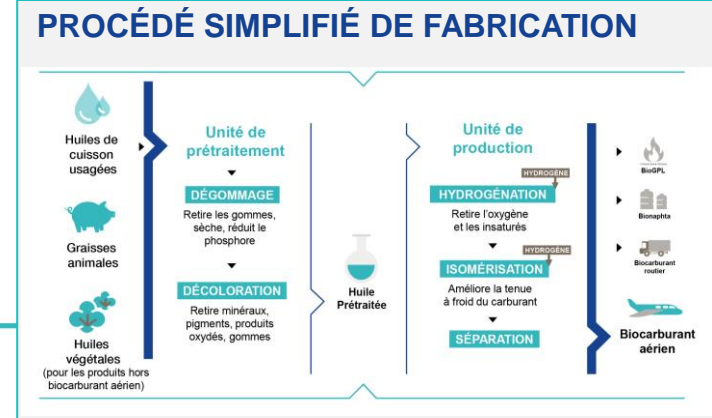 PROCÉDÉ SIMPLIFIÉ DE FABRICATION
Huiles de
cuisson
usagées
Graisses
animales
Huiles
végétales
(pour les produits hors
biocarburant aérien)
Unité de
prétraitement
DÉGOMMAGE
Retire les gommes,
sèche, réduit le
phosphore
DÉCOLORATION
Retire minéraux,
pigments, produits
oxydés, gommes
Huile
Prétraitée
Unité de
production
HYDROGÈNE
HYDROGÉNATION
Retire l'oxygène
et les insaturés
HYDROGÈNE
ISOMÉRISATION
Améliore la tenue
à froid du carburant
SÉPARATION
BioGPL
Bionaphta
Biocarburant
routier
Biocarburant
aérien